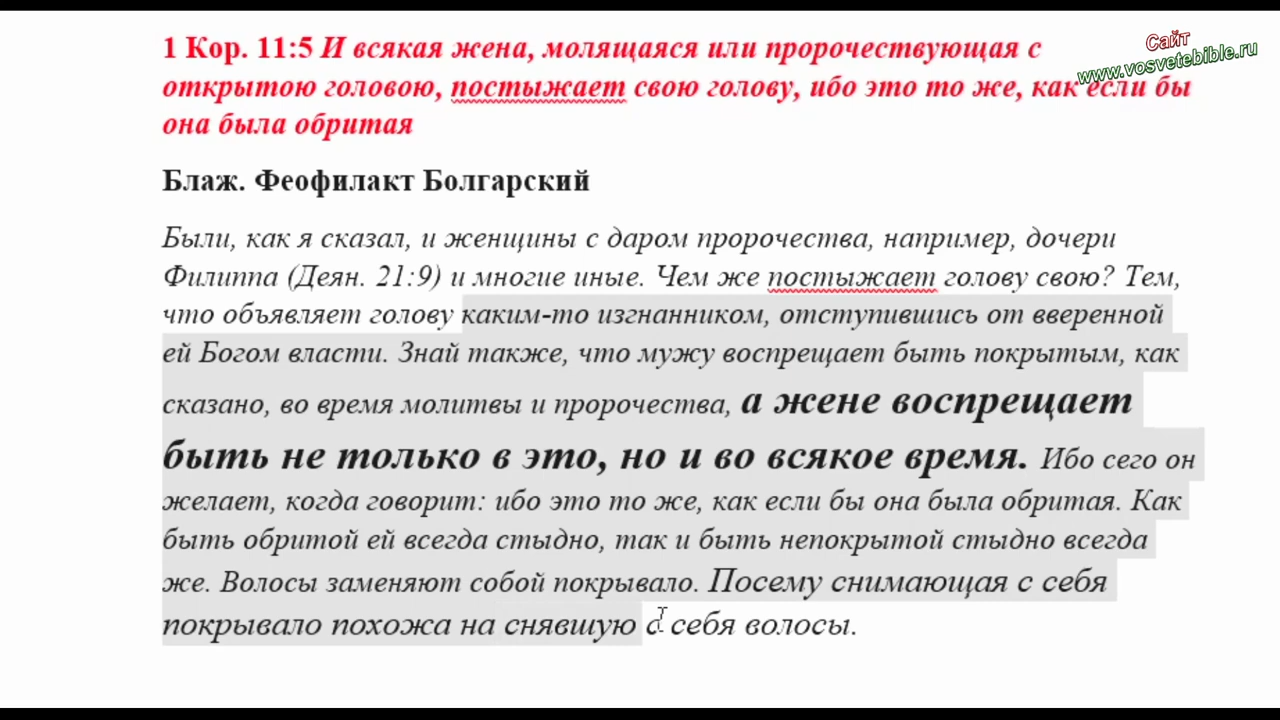 1 Кор. 11:5 И всякая жена, молящаяся или пророчествующая с
открытою головою, постыжает свою голову, ибо это то же, как если бы
она была обритая
Сайт
www.vosvetebible.ru
Блаж. Феофилакт Болгарский
Были, как я сказал, и женщины с даром пророчества, например, дочери
Филиппа (Деян. 21:9) и многие иные. Чем же постыжает голову свою? Тем,
что объявляет голову каким-то изгнанником, отступившись от вверенной
ей Богом власти. Знай также, что мужу воспрещает быть покрытым, как
сказано, во время молитвы и пророчества, а жене воспрещает
быть не только в это, но и во всякое время. Ибо сего он
желает, когда говорит: ибо это то же, как если бы она была обритая. Как
быть обритой ей всегда стыдно, так и быть непокрытой стыдно всегда
же. Волосы заменяют собой покрывало. Посему снимающая с себя
покрывало похожа на снявшую с себя волосы.